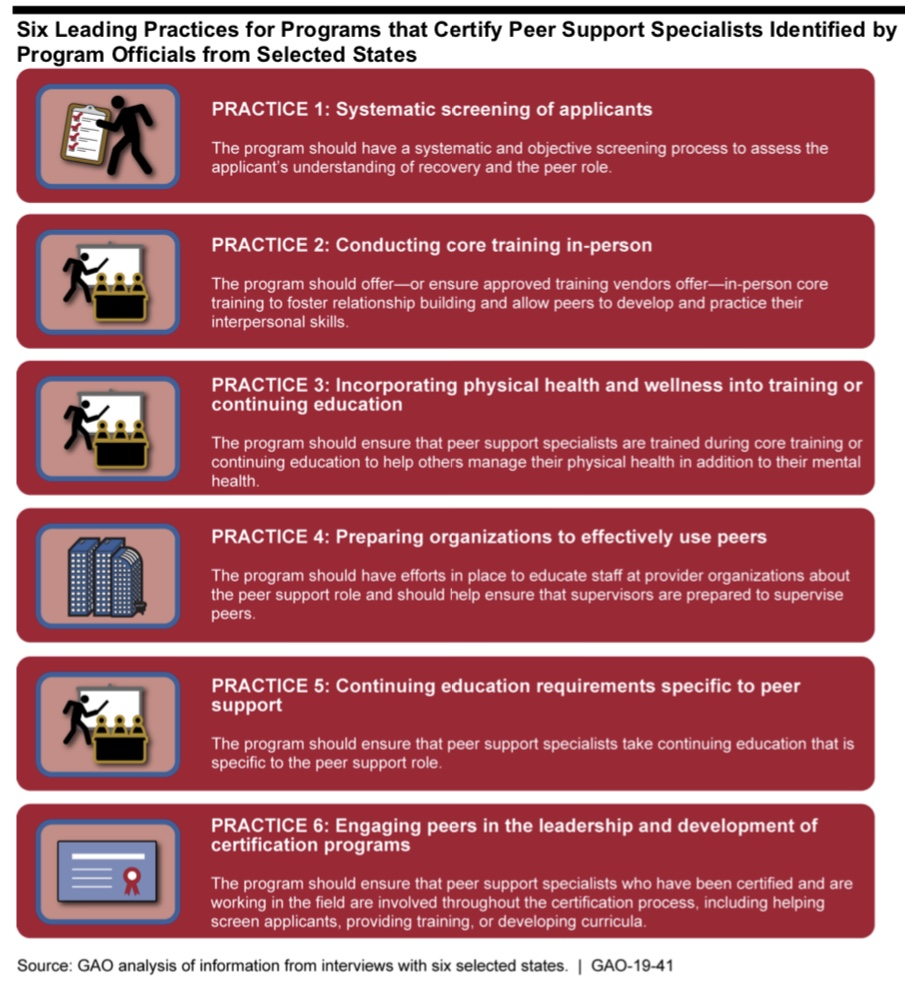 Six Leading Practices for Programs that Certify Peer Support Specialists Identified by
Program Officials from Selected States
PRACTICE 1: Systematic screening of applicants
The program should have a systematic and objective screening process to assess the
applicant's understanding of recovery and the peer role.
PRACTICE 2: Conducting core training in-person
The program should offer—or ensure approved training vendors offer—in-person core
training to foster relationship building and allow peers to develop and practice their
interpersonal skills.
PRACTICE 3: Incorporating physical health and wellness into training or
continuing education
The program should ensure that peer support specialists are trained during core training or
continuing education to help others manage their physical health in addition to their mental
health.
PRACTICE 4: Preparing organizations to effectively use peers
The program should have efforts in place to educate staff at provider organizations about
the peer support role and should help ensure that supervisors are prepared to supervise
peers.
PRACTICE 5: Continuing education requirements specific to peer
support
The program should ensure that peer support specialists take continuing education that is
specific to the peer support role.
PRACTICE 6: Engaging peers in the leadership and development of
certification programs
The program should ensure that peer support specialists who have been certified and are
working in the field are involved throughout the certification process, including helping
screen applicants, providing training, or developing curricula.
Source: GAO analysis of information from interviews with six selected states. | GAO-19-41